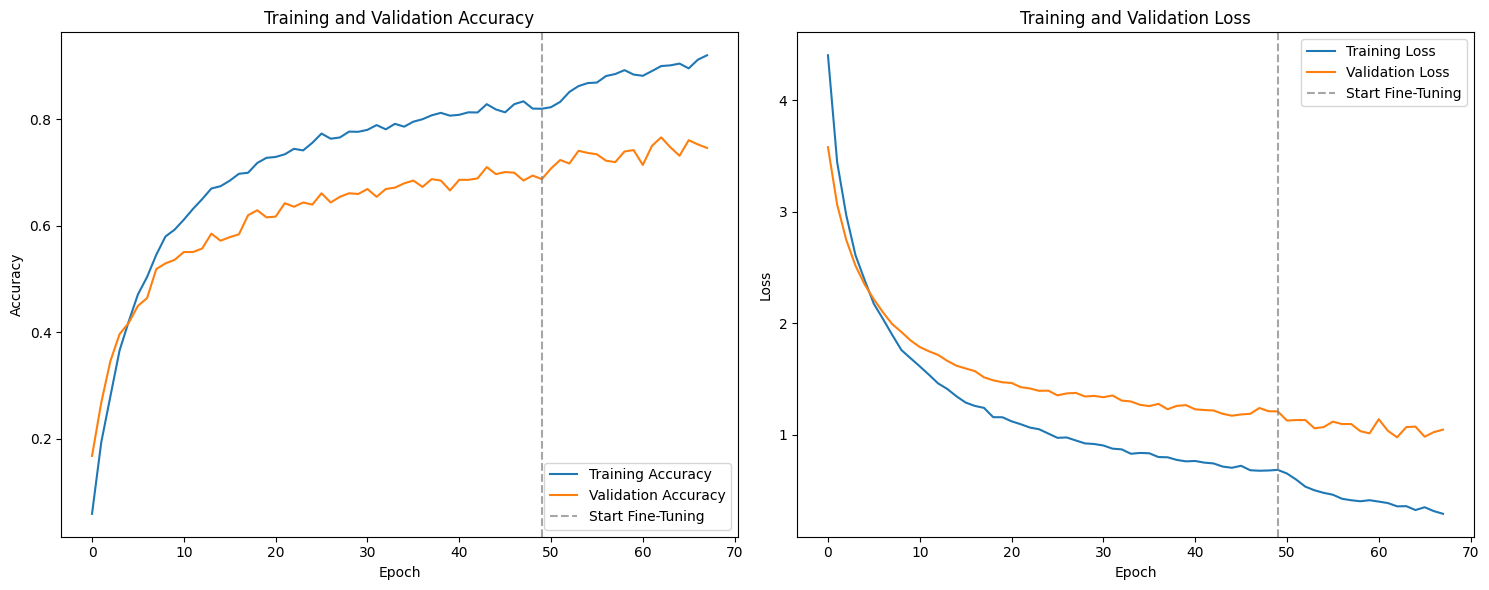 Training and Validation Accuracy
Accuracy
0.8
0.6
0.4
0.2
Training Accuracy
Validation Accuracy
Start Fine-Tuning
0 10 20 30 40 50 60 70
Epoch
Training and Validation Loss
Loss
4
3
2
1
Training Loss
Validation Loss
Start Fine-Tuning
0 10 20 30 40 50 60 70
Epoch